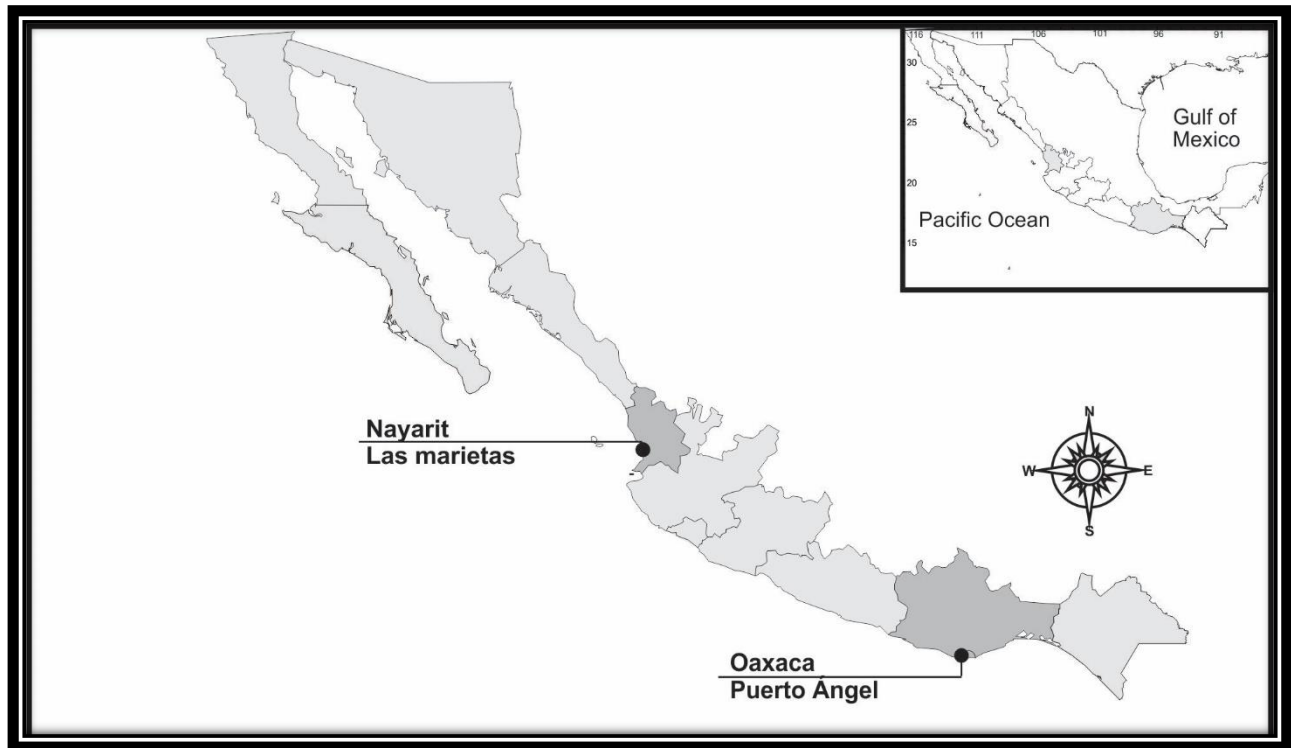 116 111 106 101 96 91
30
25
20
15
Gulf of
Mexico
Pacific Ocean
Nayarit
Las marietas
N
W E
S
Oaxaca
Puerto Ángel